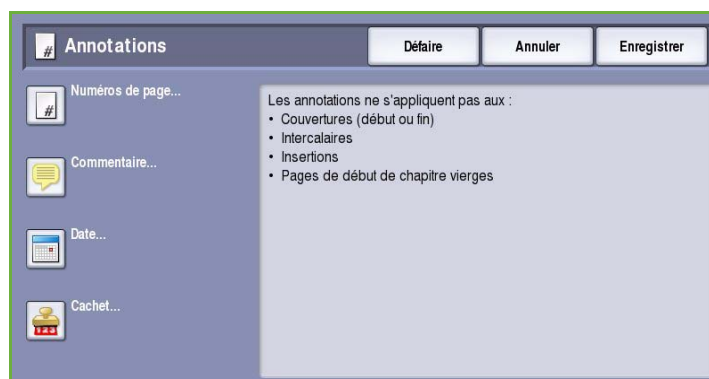 Annotations
Défaire
Annuler
Enregistrer
Numéros de page...
Commentaire...
Date...
Cachet...
Les annotations ne s'appliquent pas aux :
• Couvertures (début ou fin)
• Intercalaires
• Insertions
• Pages de début de chapitre vierges